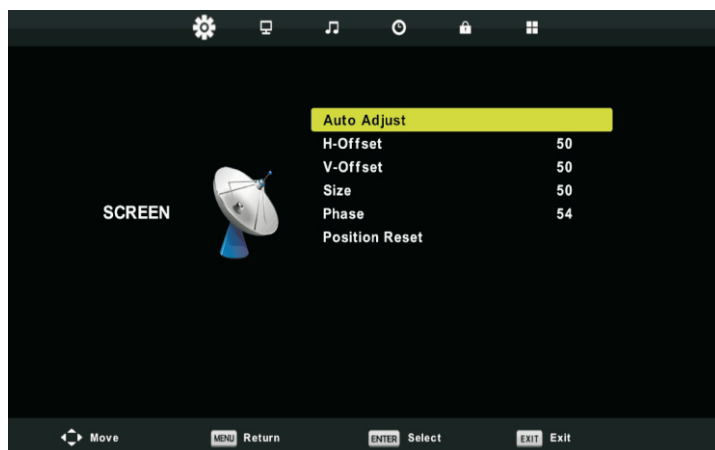 Auto Adjust
H-Offset 50
V-Offset 50
Size 50
SCREEN
Phase 54
Position Reset
Move MENU Return ENTER Select EXIT Exit